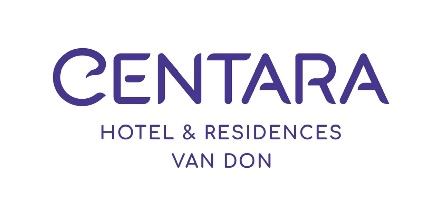 CENTARA
HOTEL & RESIDENCES
VAN DON